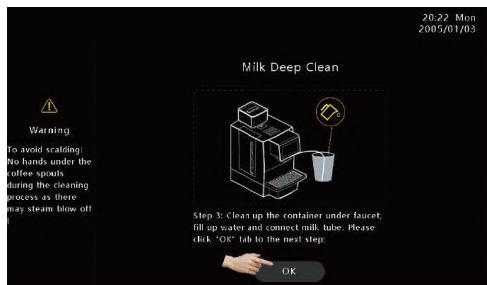 20:22 Mon
2005/01/03
Milk Deep Clean
Warning
To avoid scalding!
No hands under the
coffee spouts
during the cleaning
process as there
may steam blow off
!
Step 3: Clean up the container under faucet,
fill up water and connect milk tube. Please
click "OK" tab to the next step:
OK